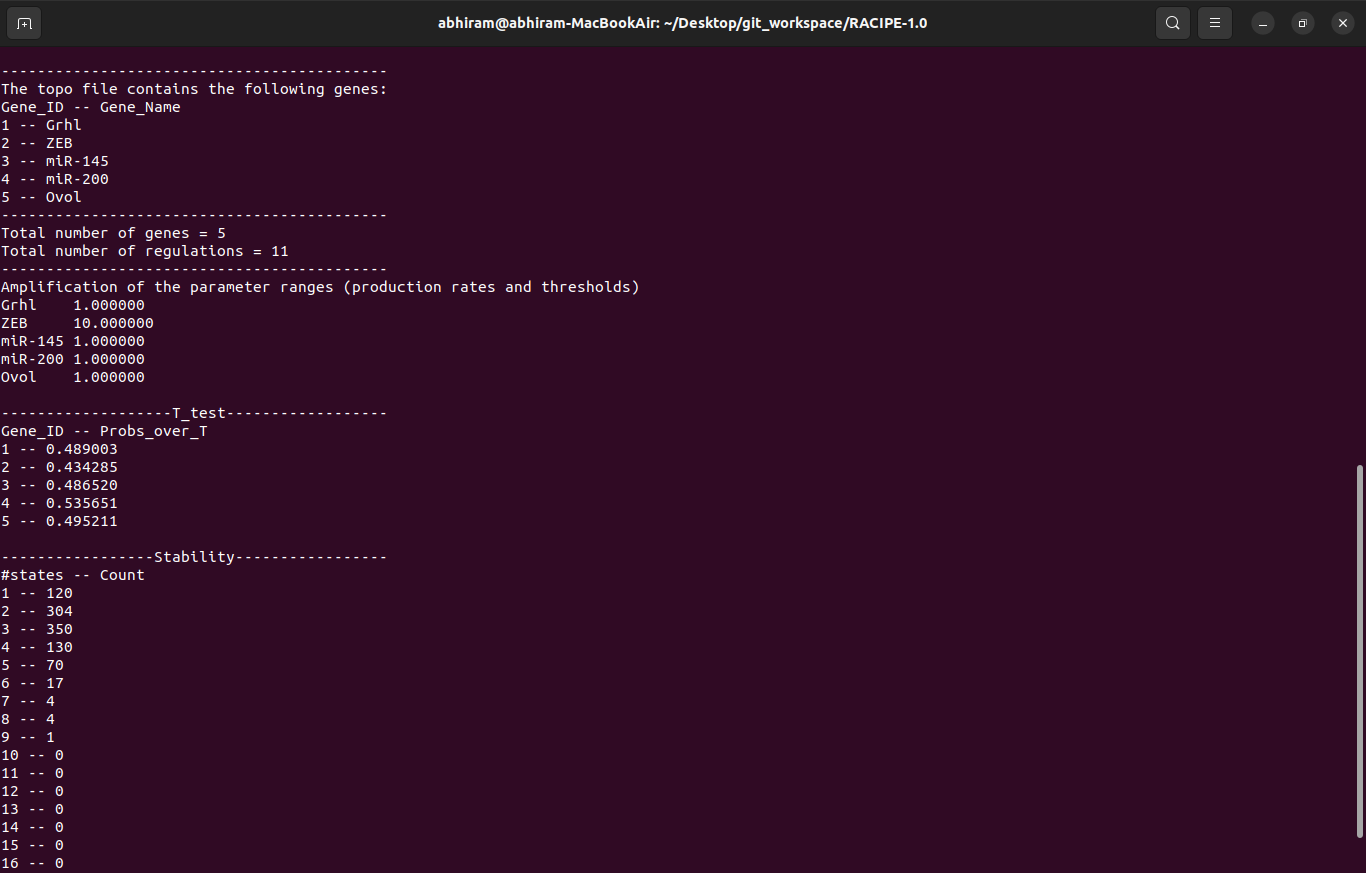 abhiram@abhiram-MacBookAir: ~/Desktop/git_workspace/RACIPE-1.0
-------------------------------------------
The topo file contains the following genes:
Gene_ID -- Gene_Name
1 -- Grhl
2 -- ZEB
3 -- miR-145
4 -- miR-200
5 -- Ovol
-------------------------------------------
Total number of genes = 5
Total number of regulations = 11
-------------------------------------------
Amplification of the parameter ranges (production rates and thresholds)
Grhl    1.000000
ZEB     10.000000
miR-145 1.000000
miR-200 1.000000
Ovol    1.000000
-------------------T_test------------------
Gene_ID -- Probs_over_T
1 -- 0.489003
2 -- 0.434285
3 -- 0.486520
4 -- 0.535651
5 -- 0.495211
-----------------Stability-----------------
#states -- Count
1 -- 120
2 -- 304
3 -- 350
4 -- 130
5 -- 70
6 -- 17
7 -- 4
8 -- 4
9 -- 1
10 -- 0
11 -- 0
12 -- 0
13 -- 0
14 -- 0
15 -- 0
16 -- 0